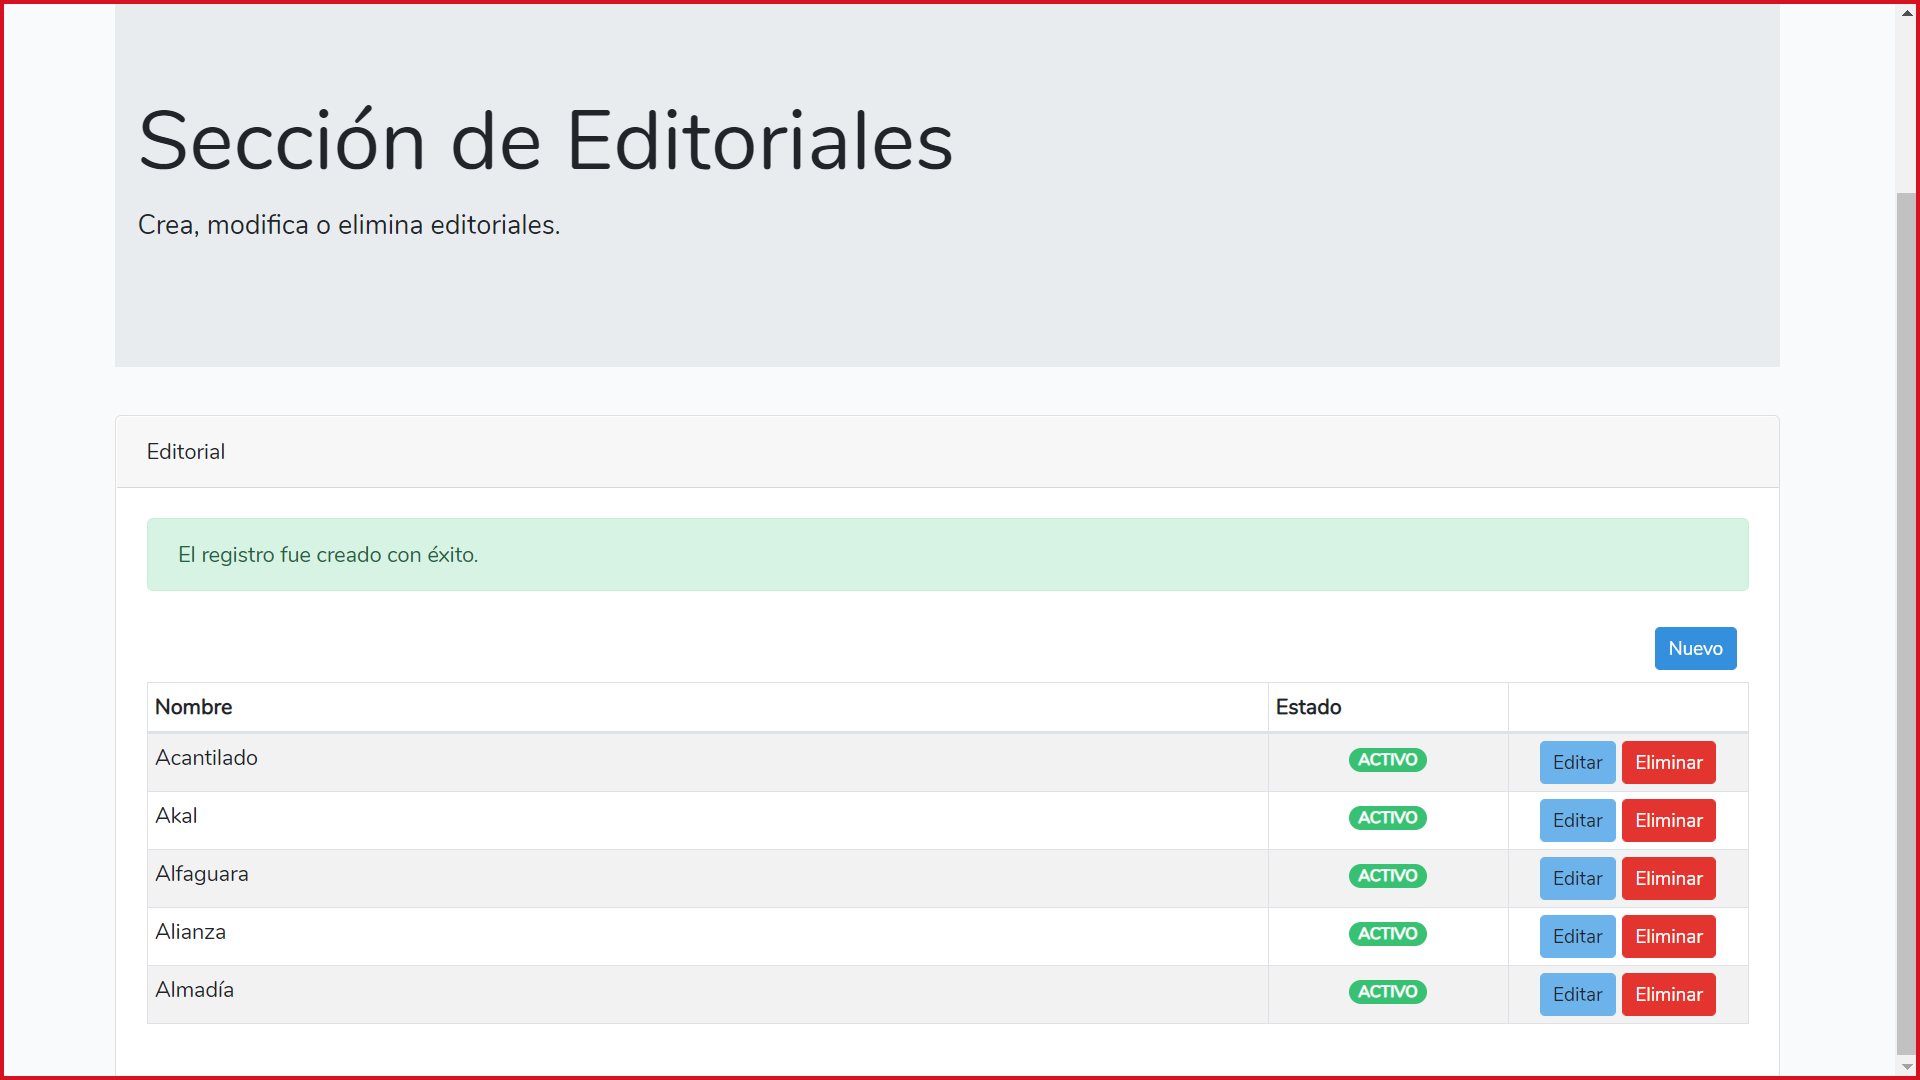 Sección de Editoriales
Crea, modifica o elimina editoriales.
Editorial
El registro fue creado con éxito.
Nuevo
Nombre Estado
Acantilado ACTIVO Editar Eliminar
Akal ACTIVO Editar Eliminar
Alfaguara ACTIVO Editar Eliminar
Alianza ACTIVO Editar Eliminar
Almadía ACTIVO Editar Eliminar